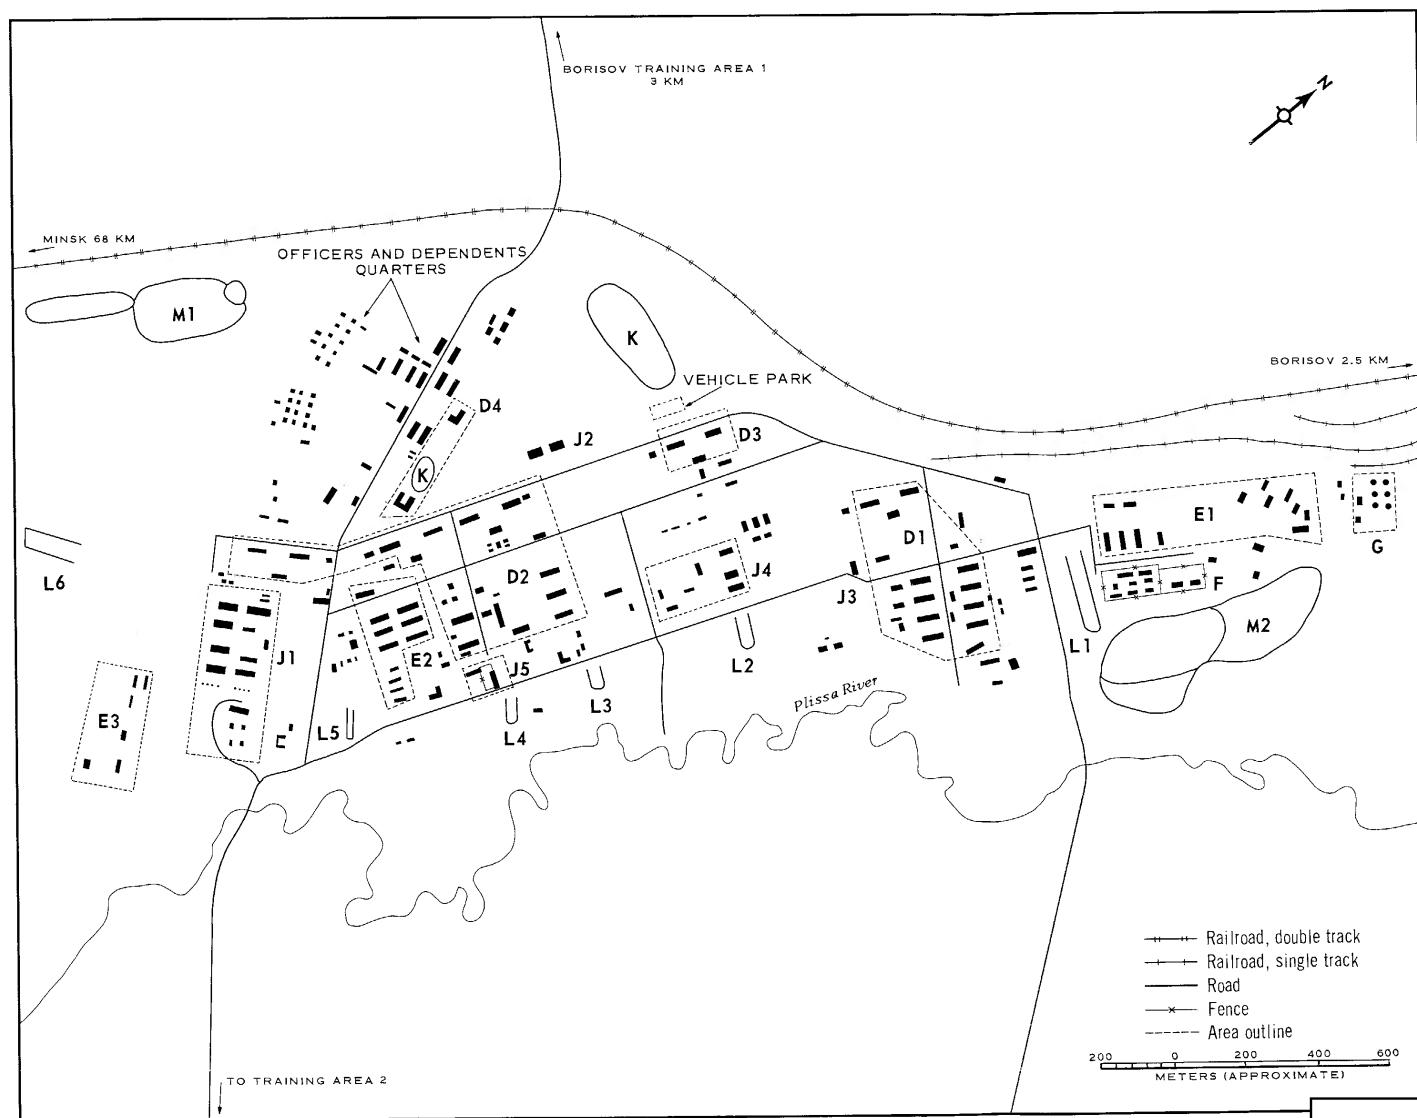 BORISOV TRAINING AREA 1
3 KM
N
MINSK 68 KM
OFFICERS AND DEPENDENTS
QUARTERS
M1
K
BORISOV 2.5 KM
VEHICLE PARK
D4
J2
D3
K
E1
G
L6
D2
D1
J4
J3
F
M2
J1
E2
J5
L2
L1
E3
L5
L4
L3
Plissa River
Railroad, double track
Railroad, single track
Road
Fence
Area outline
200 0 200 400 600
METERS (APPROXIMATE)
TO TRAINING AREA 2